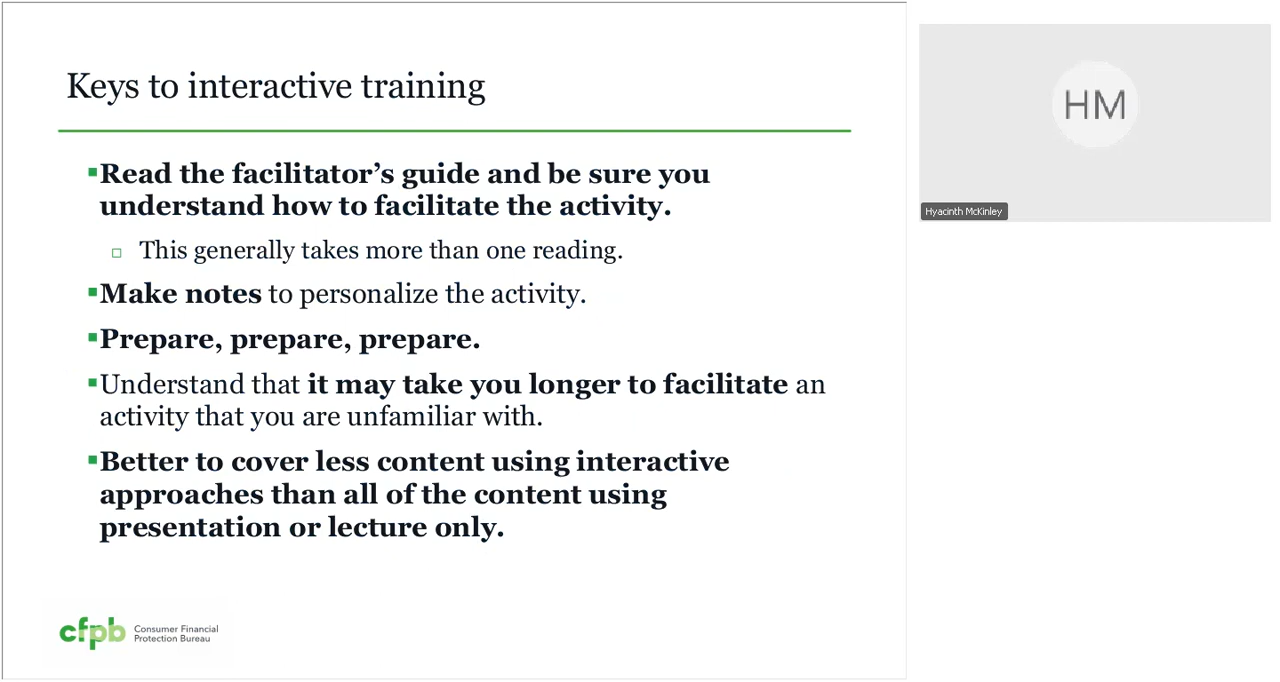 Keys to interactive training
▪Read the facilitator’s guide and be sure you
understand how to facilitate the activity.
▫ This generally takes more than one reading.
▪Make notes to personalize the activity.
▪Prepare, prepare, prepare.
▪Understand that it may take you longer to facilitate an
activity that you are unfamiliar with.
▪Better to cover less content using interactive
approaches than all of the content using
presentation or lecture only.
cfpb Consumer Financial
Protection Bureau
HM
Hyacinth McKinley